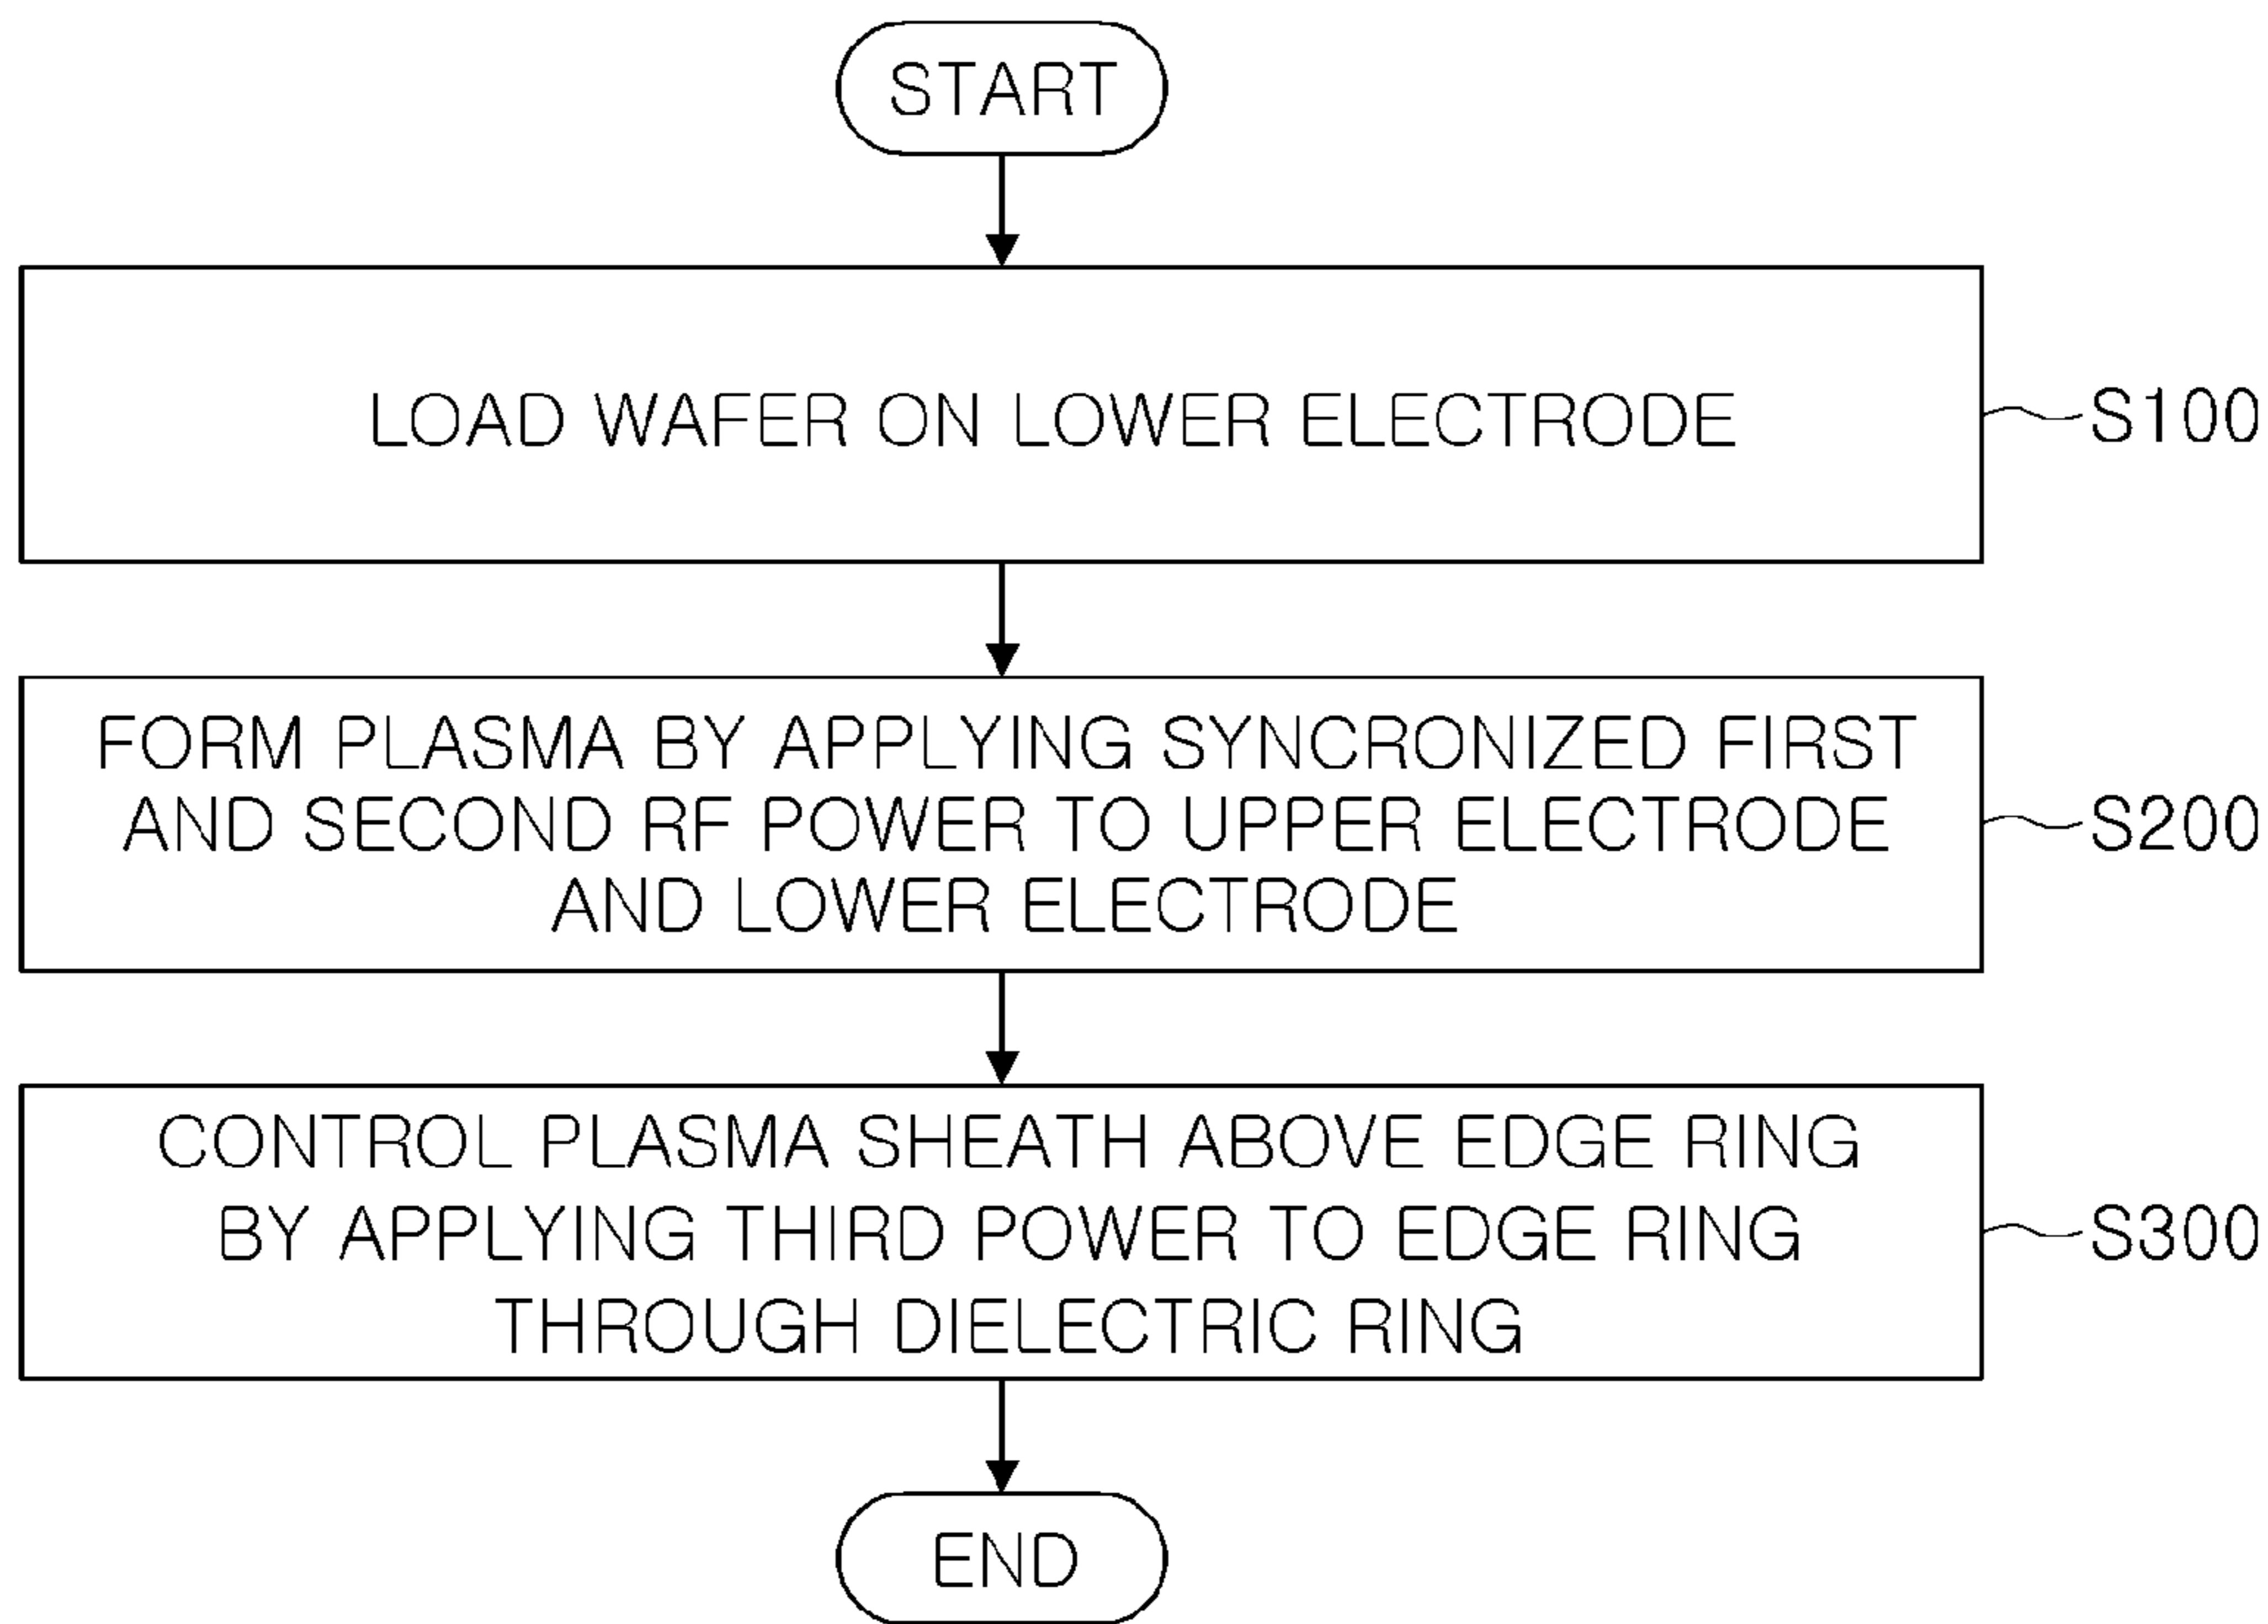 START
LOAD WAFER ON LOWER ELECTRODE
S100
FORM PLASMA BY APPLYING SYNCRONIZED FIRST
AND SECOND RF POWER TO UPPER ELECTRODE
AND LOWER ELECTRODE
S200
CONTROL PLASMA SHEATH ABOVE EDGE RING
BY APPLYING THIRD POWER TO EDGE RING
THROUGH DIELECTRIC RING
S300
END